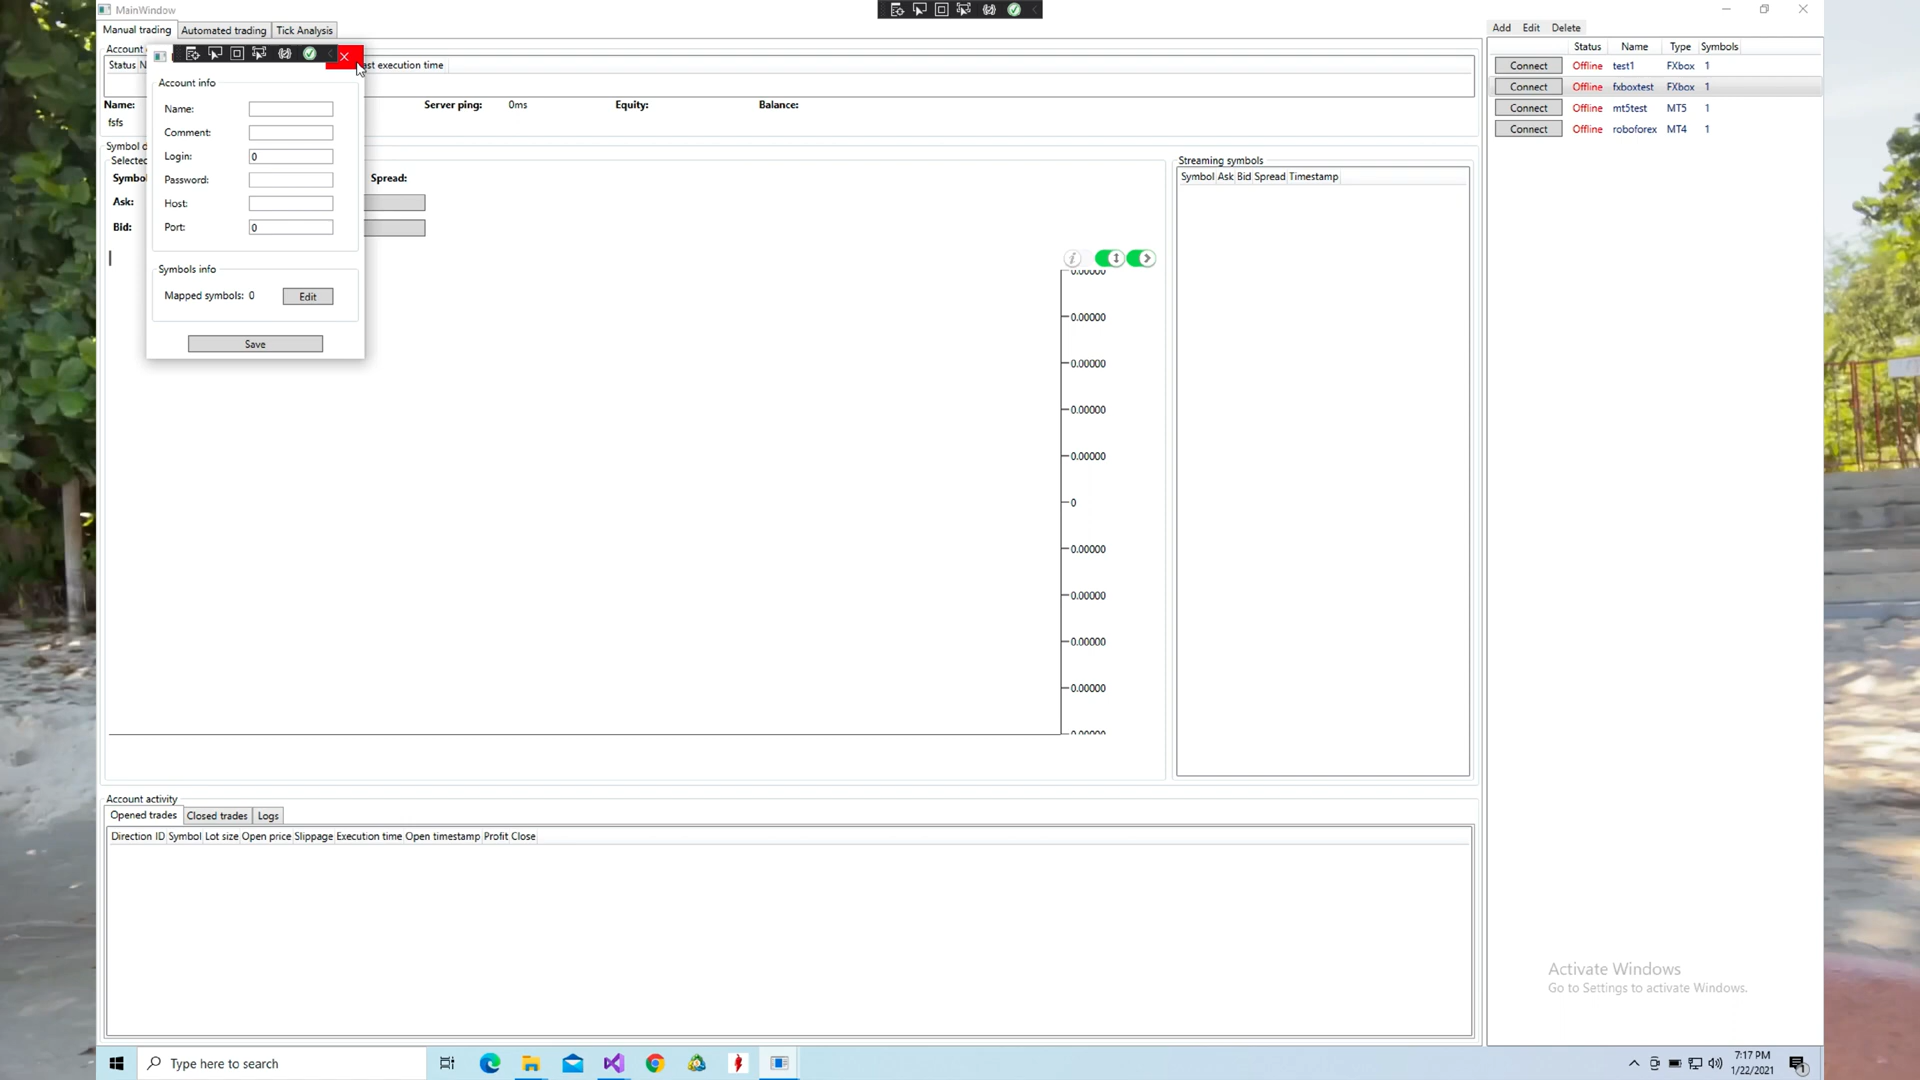 MainWindow
Manual trading Automated trading Tick Analysis
Account
Status N
ast execution time
Name: Server ping: 0ms Equity: Balance:
fsfs
Account info
Name:
Comment:
Login: 0
Password:
Host:
Port: 0
Symbols info
Mapped symbols: 0 Edit
Save
Symbol d
Selected
Symbo Spread:
Ask:
Bid:
0.00000
0.00000
0.00000
0.00000
0.00000
0
0.00000
0.00000
0.00000
0.00000
0.00000
Streaming symbols
Symbol Ask Bid Spread Timestamp
Account activity
Opened trades Closed trades Logs
Direction ID Symbol Lot size Open price Slippage Execution time Open timestamp Profit Close
Add Edit Delete
Status Name Type Symbols
Connect Offline test1 FXbox 1
Connect Offline fxboxtest FXbox 1
Connect Offline mt5test MT5 1
Connect Offline roboforex MT4 1
Activate Windows
Go to Settings to activate Windows.
Type here to search
7:17 PM
1/22/2021
1